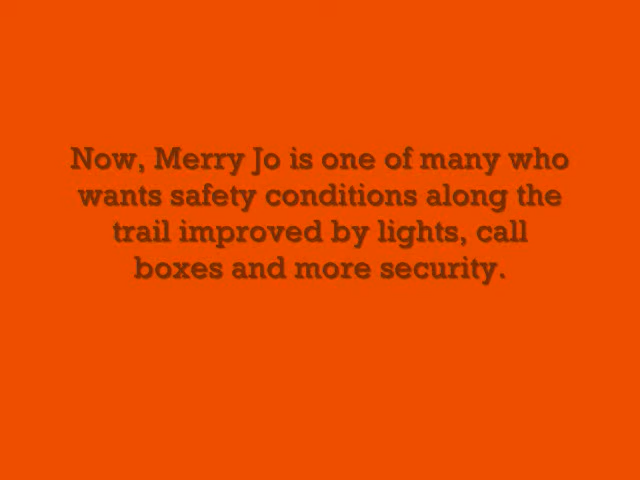 Now, Merry Jo is one of many who
wants safety conditions along the
trail improved by lights, call
boxes and more security.